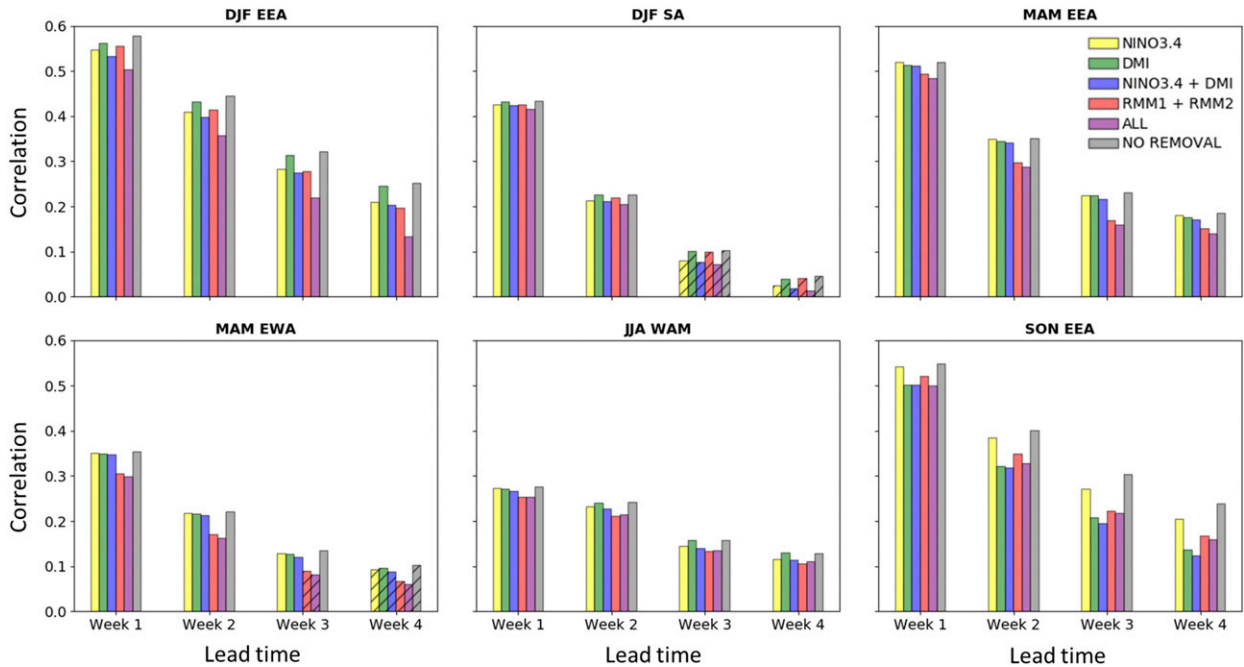 DJF EEA
DJF SA
MAM EEA
0.6
0.5
0.4
0.3
0.2
0.1
0.0
Correlation
NINO3.4
DMI
NINO3.4 + DMI
RMM1 + RMM2
ALL
NO REMOVAL
MAM EWA
JJA WAM
SON EEA
0.6
0.5
0.4
0.3
0.2
0.1
0.0
Correlation
Week 1 Week 2 Week 3 Week 4
Week 1 Week 2 Week 3 Week 4
Week 1 Week 2 Week 3 Week 4
Lead time
Lead time
Lead time